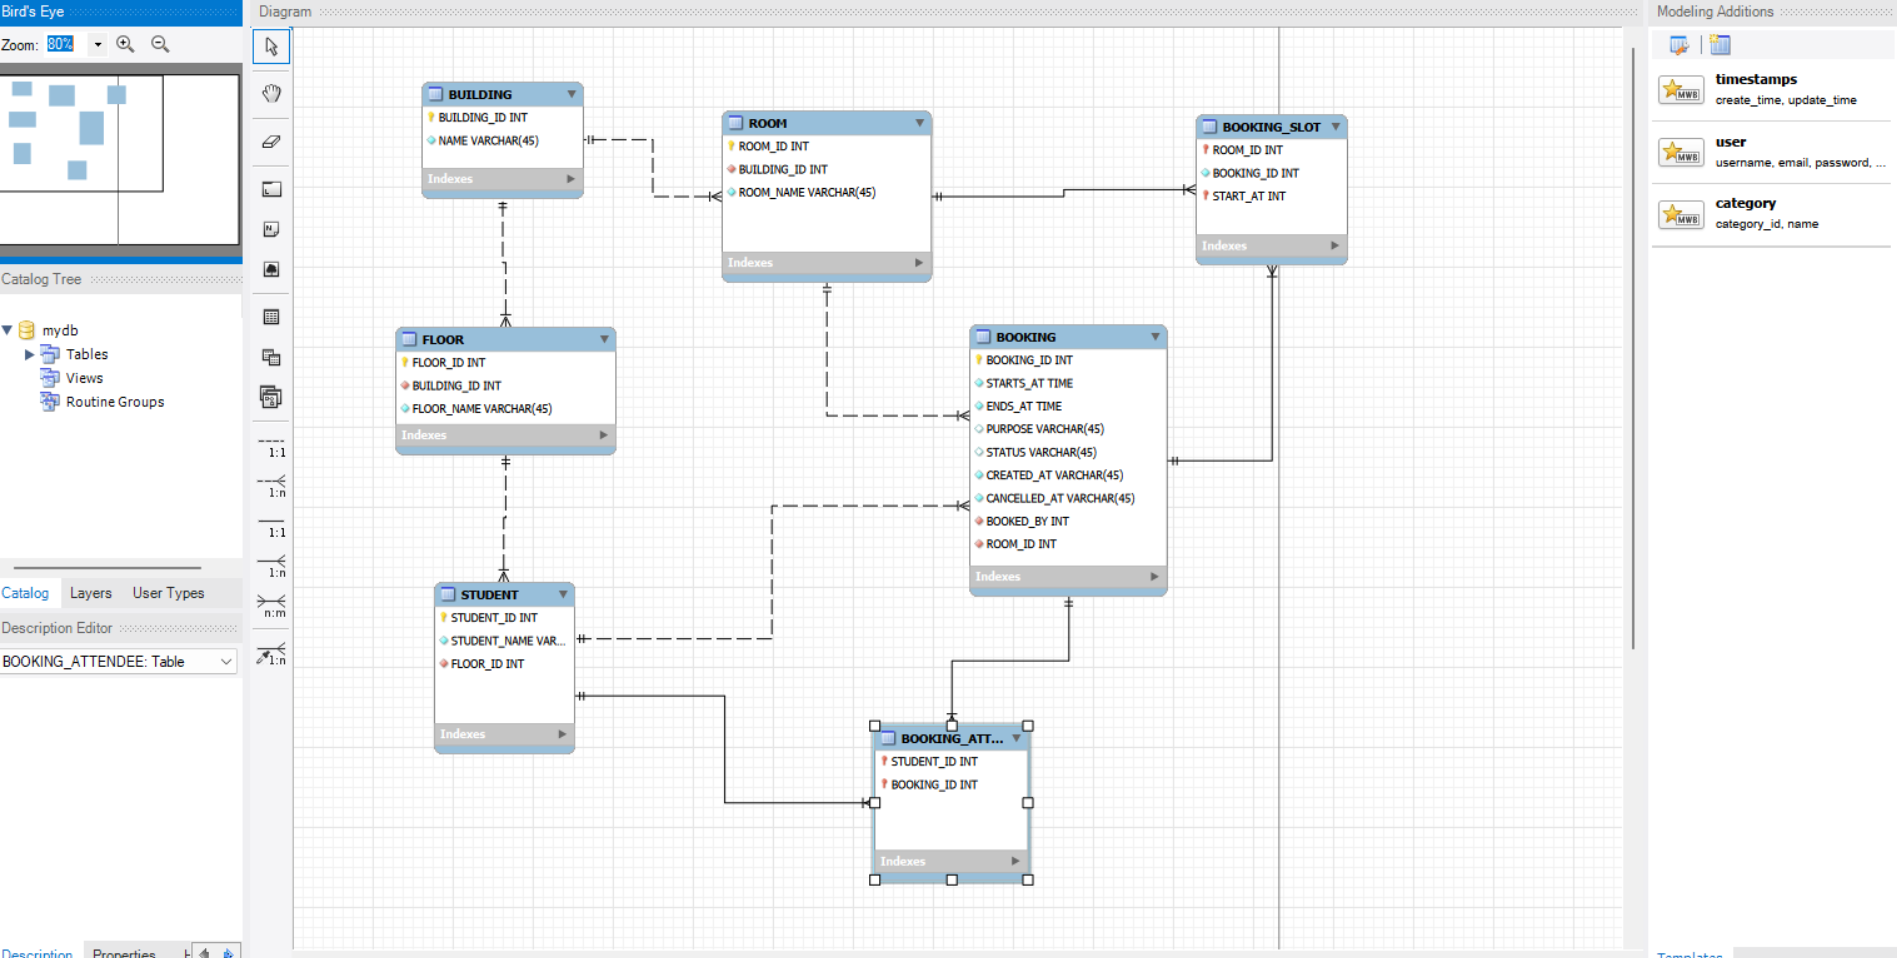 Bird's Eye
Zoom: 80%
Catalog Tree
mydb
Tables
Views
Routine Groups
Catalog Layers User Types
Description Editor
BOOKING_ATTENDEE: Table
Description Properties
Diagram
1:1
1:n
1:1
1:n
n:m
1:n
BUILDING
BUILDING_ID INT
NAME VARCHAR(45)
Indexes
ROOM
ROOM_ID INT
BUILDING_ID INT
ROOM_NAME VARCHAR(45)
Indexes
BOOKING_SLOT
ROOM_ID INT
BOOKING_ID INT
START_AT INT
Indexes
FLOOR
FLOOR_ID INT
BUILDING_ID INT
FLOOR_NAME VARCHAR(45)
Indexes
BOOKING
BOOKING_ID INT
STARTS_AT TIME
ENDS_AT TIME
PURPOSE VARCHAR(45)
STATUS VARCHAR(45)
CREATED_AT VARCHAR(45)
CANCELLED_AT VARCHAR(45)
BOOKED_BY INT
ROOM_ID INT
Indexes
STUDENT
STUDENT_ID INT
STUDENT_NAME VAR...
FLOOR_ID INT
Indexes
BOOKING_ATT...
STUDENT_ID INT
BOOKING_ID INT
Indexes
Modeling Additions
MWB
timestamps
create_time, update_time
MWB
user
username, email, password, ...
MWB
category
category_id, name
Templates